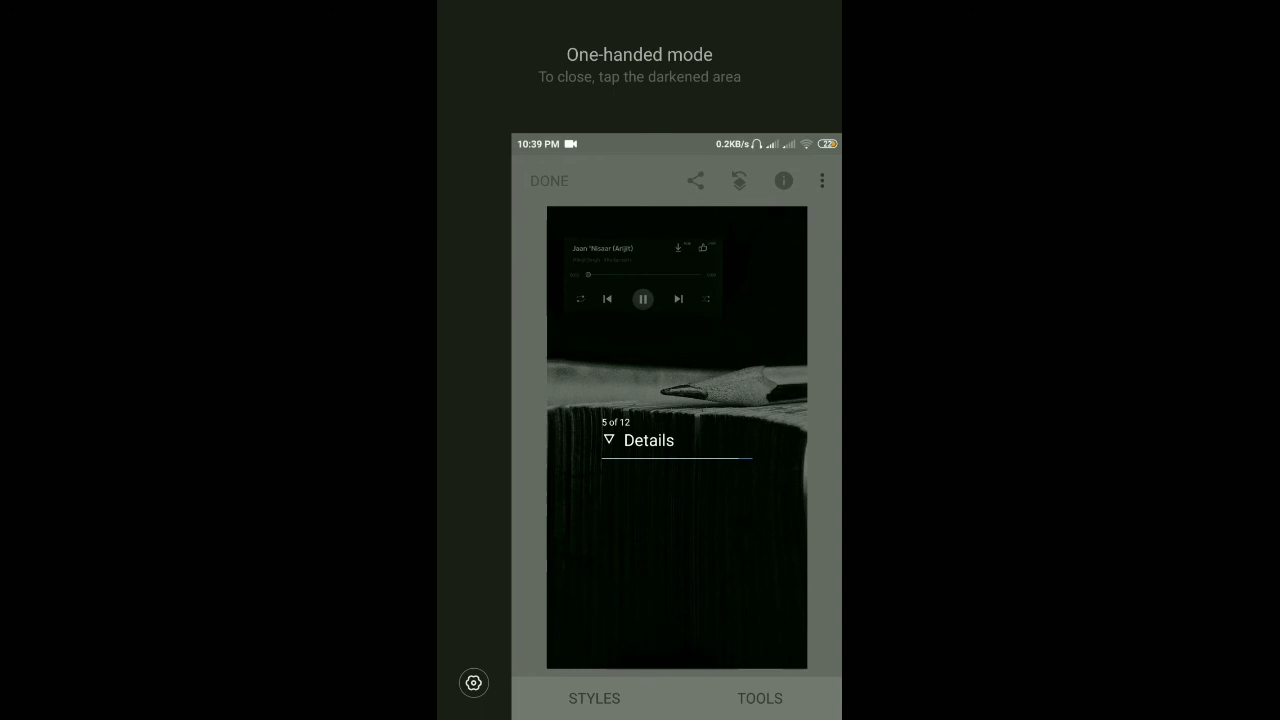 One-handed mode
To close, tap the darkened area
10:39 PM 0.2KB/s 22
DONE
Jaan 'Nisaar (Arijit)
5 of 12
Details
STYLES TOOLS